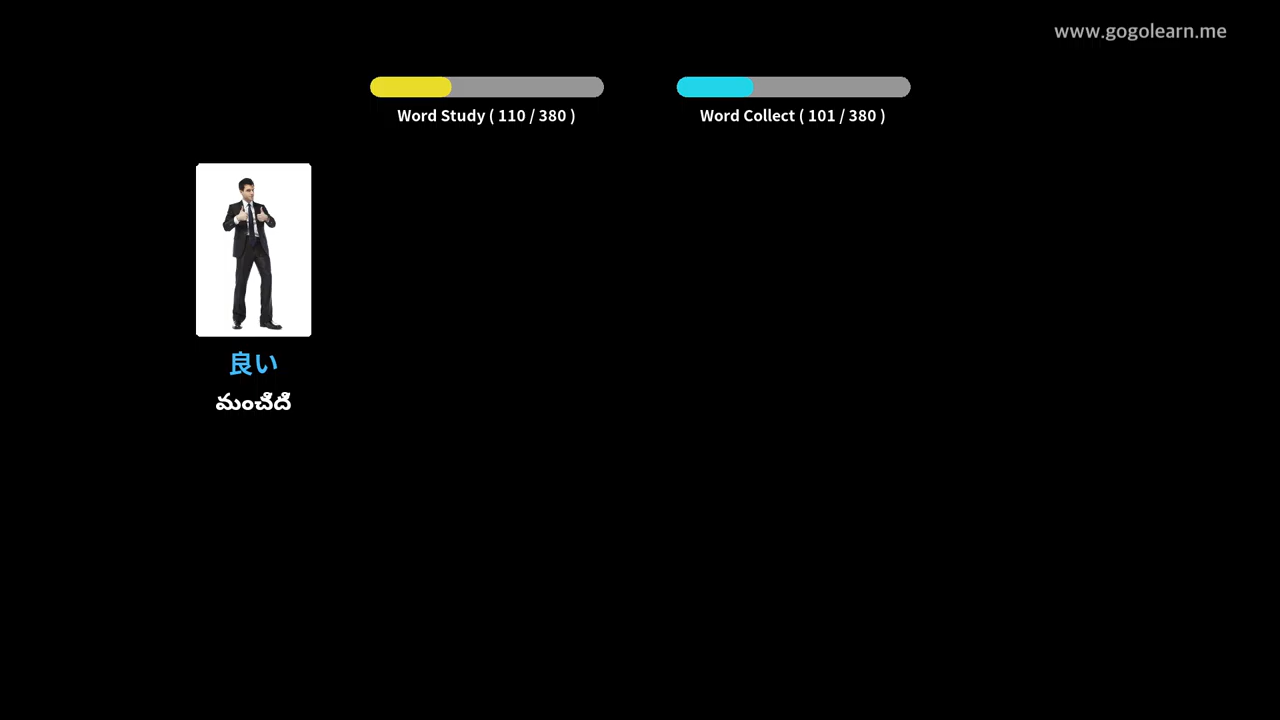 www.gogolearn.me
Word Study ( 110 / 380 )
Word Collect ( 101 / 380 )
良い
మంచిది